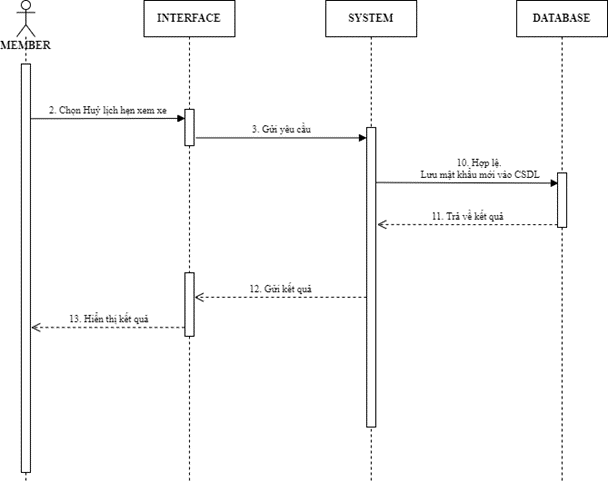 INTERFACE
SYSTEM
DATABASE
MEMBER
2. Chọn Huỷ lịch hẹn xem xe
3. Gửi yêu cầu
10. Hợp lệ.
Lưu mật khẩu mới vào CSDL
11. Trả về kết quả
12. Gửi kết quả
13. Hiển thị kết quả